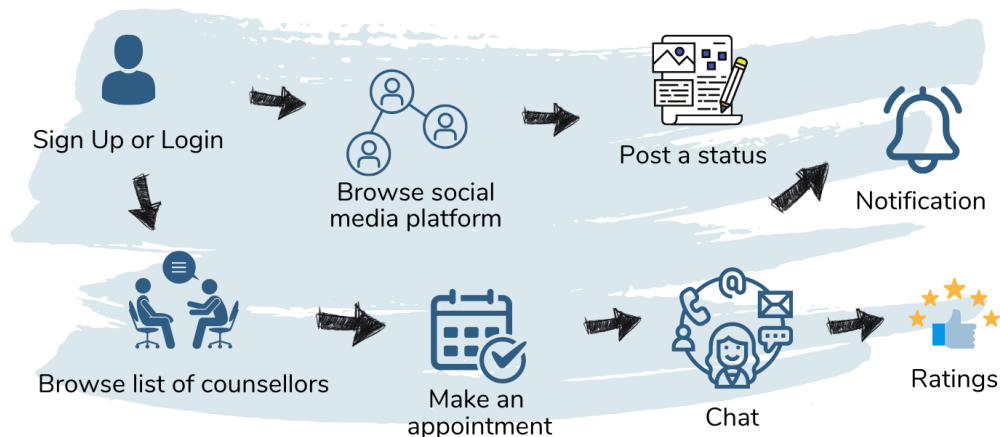 Sign Up or Login
Browse social
media platform
Post a status
Notification
Browse list of counsellors
Make an
appointment
Chat
Ratings